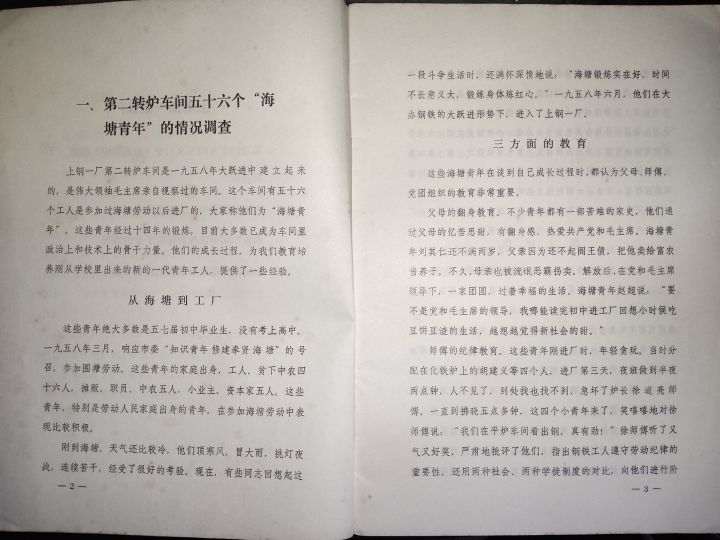 一、第二转炉车间五十六个“海
塘青年”的情况调查
上钢一厂第二转炉车间是一九五八年大跃进中建立起来
的，是伟大领袖毛主席亲自视察过的车间。这个车间有五十六
个工人是参加过海塘劳动以后进厂的，大家称他们为“海塘青
年”。这些青年经过十四年的锻炼，目前大多数已成为车间里
政治上和技术上的骨干力量。他们的成长过程，为我们教育培
养刚从学校里出来的新的一代青年工人，提供了一些经验。
从海塘到工厂
这些青年绝大多数是五七届初中毕业生，没有考上高中。
一九五八年三月，响应市委“知识青年修建奉贤海塘”的号
召，参加围塘劳动。这些青年的家庭出身，工人、贫下中农四
十六人，摊贩、职员、中农五人，小业主、资本家五人。这些
青年，特别是劳动人民家庭出身的青年，在参加海塘劳动中表
现比较积极。
刚到海塘，天气还比较冷，他们顶寒风，冒大雨，挑灯夜
战，连续苦干，经受了很好的考验。现在，有些同志回想起这
— 2 —
一段斗争生活时，还满怀深情地说：“海塘锻炼实在好，时间
不长意义大，锻炼身体炼红心。”一九五八年六月，他们在大
办钢铁的大跃进形势下，进入了上钢一厂。
三方面的教育
这些海塘青年在谈到自己成长过程时，都认为父母、师傅、
党团组织的教育非常重要。
父母的翻身教育。不少青年都有一部苦难的家史，他们通
过父母的忆苦思甜，有翻身感，热爱共产党和毛主席。海塘青
年刘其仁还不满两岁，父亲因为还不起阎王债，把他卖给富农
当养子，不久，母亲也被流氓恶霸拐卖。解放后，在党和毛主席
领导下，一家团圆，过着幸福的生活。海塘青年赵超说：“要
不是党和毛主席的领导，我哪能读完初中进工厂回想小时候吃
豆饼豆渣的生活，越想越觉得新社会的甜。”
师傅的纪律教育。这些青年刚进厂时，年轻贪玩。当时分
配在化铁炉上的胡建义等四个人，进厂第三天，夜班做到半夜
两点钟，人不见了，到处找也找不到，急坏了炉长徐道亮师
傅。一直到拂晓五点多钟，这四个小青年来了，笑嘻嘻地对徐
师傅说：“我们在平炉车间看出钢，真有劲！”徐师傅听了又
气又好笑，严肃地批评了他们，指出钢铁工人遵守劳动纪律的
重要性，还用两种社会、两种学徒制度的对比，向他们进行阶
— 3 —